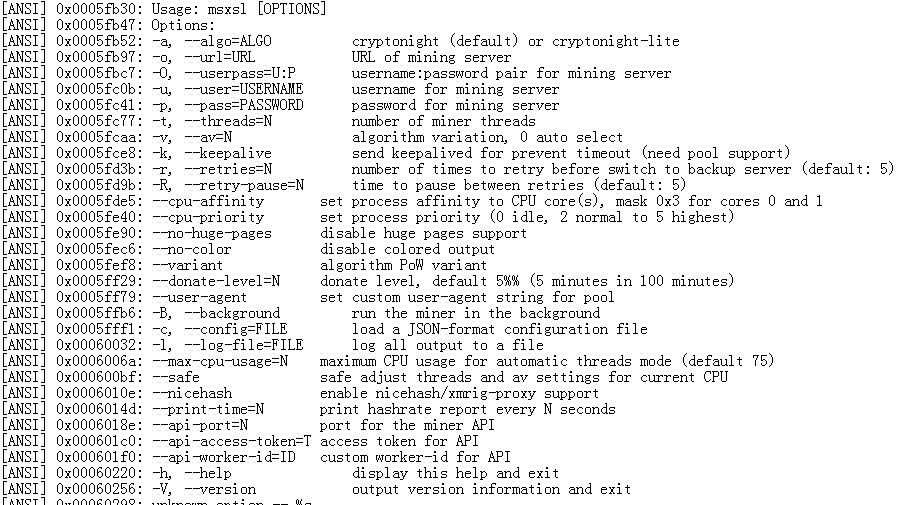 [ANSI] 0x0005fb30: Usage: msxsl [OPTIONS]
[ANSI] 0x0005fb47: Options:
[ANSI] 0x0005fb52: -a, --algo=ALGO          cryptonight (default) or cryptonight-lite
[ANSI] 0x0005fb97: -o, --url=URL            URL of mining server
[ANSI] 0x0005fbc7: -O, --userpass=U:P       username:password pair for mining server
[ANSI] 0x0005fc0b: -u, --user=USERNAME      username for mining server
[ANSI] 0x0005fc41: -p, --pass=PASSWORD      password for mining server
[ANSI] 0x0005fc77: -t, --threads=N          number of miner threads
[ANSI] 0x0005fcaa: -v, --av=N               algorithm variation, 0 auto select
[ANSI] 0x0005fce8: -k, --keepalive          send keepalived for prevent timeout (need pool support)
[ANSI] 0x0005fd3b: -r, --retries=N          number of times to retry before switch to backup server (default: 5)
[ANSI] 0x0005fd9b: -R, --retry-pause=N      time to pause between retries (default: 5)
[ANSI] 0x0005fde5: --cpu-affinity       set process affinity to CPU core(s), mask 0x3 for cores 0 and 1
[ANSI] 0x0005fe40: --cpu-priority       set process priority (0 idle, 2 normal to 5 highest)
[ANSI] 0x0005fe90: --no-huge-pages      disable huge pages support
[ANSI] 0x0005fec6: --no-color           disable colored output
[ANSI] 0x0005fef8: --variant            algorithm PoW variant
[ANSI] 0x0005ff29: --donate-level=N     donate level, default 5%% (5 minutes in 100 minutes)
[ANSI] 0x0005ff79: --user-agent         set custom user-agent string for pool
[ANSI] 0x0005ffb6: -B, --background         run the miner in the background
[ANSI] 0x0005fff1: -c, --config=FILE        load a JSON-format configuration file
[ANSI] 0x00060032: -l, --log-file=FILE      log all output to a file
[ANSI] 0x0006006a: --max-cpu-usage=N    maximum CPU usage for automatic threads mode (default 75)
[ANSI] 0x000600bf: --safe               safe adjust threads and av settings for current CPU
[ANSI] 0x0006010e: --nicehash           enable nicehash/xmrig-proxy support
[ANSI] 0x0006014d: --print-time=N       print hashrate report every N seconds
[ANSI] 0x0006018e: --api-port=N         port for the miner API
[ANSI] 0x000601c0: --api-access-token=T access token for API
[ANSI] 0x000601f0: --api-worker-id=ID   custom worker-id for API
[ANSI] 0x00060220: -h, --help               display this help and exit
[ANSI] 0x00060256: -V, --version            output version information and exit
[ANSI] 0x00060298: unknown option -- %c